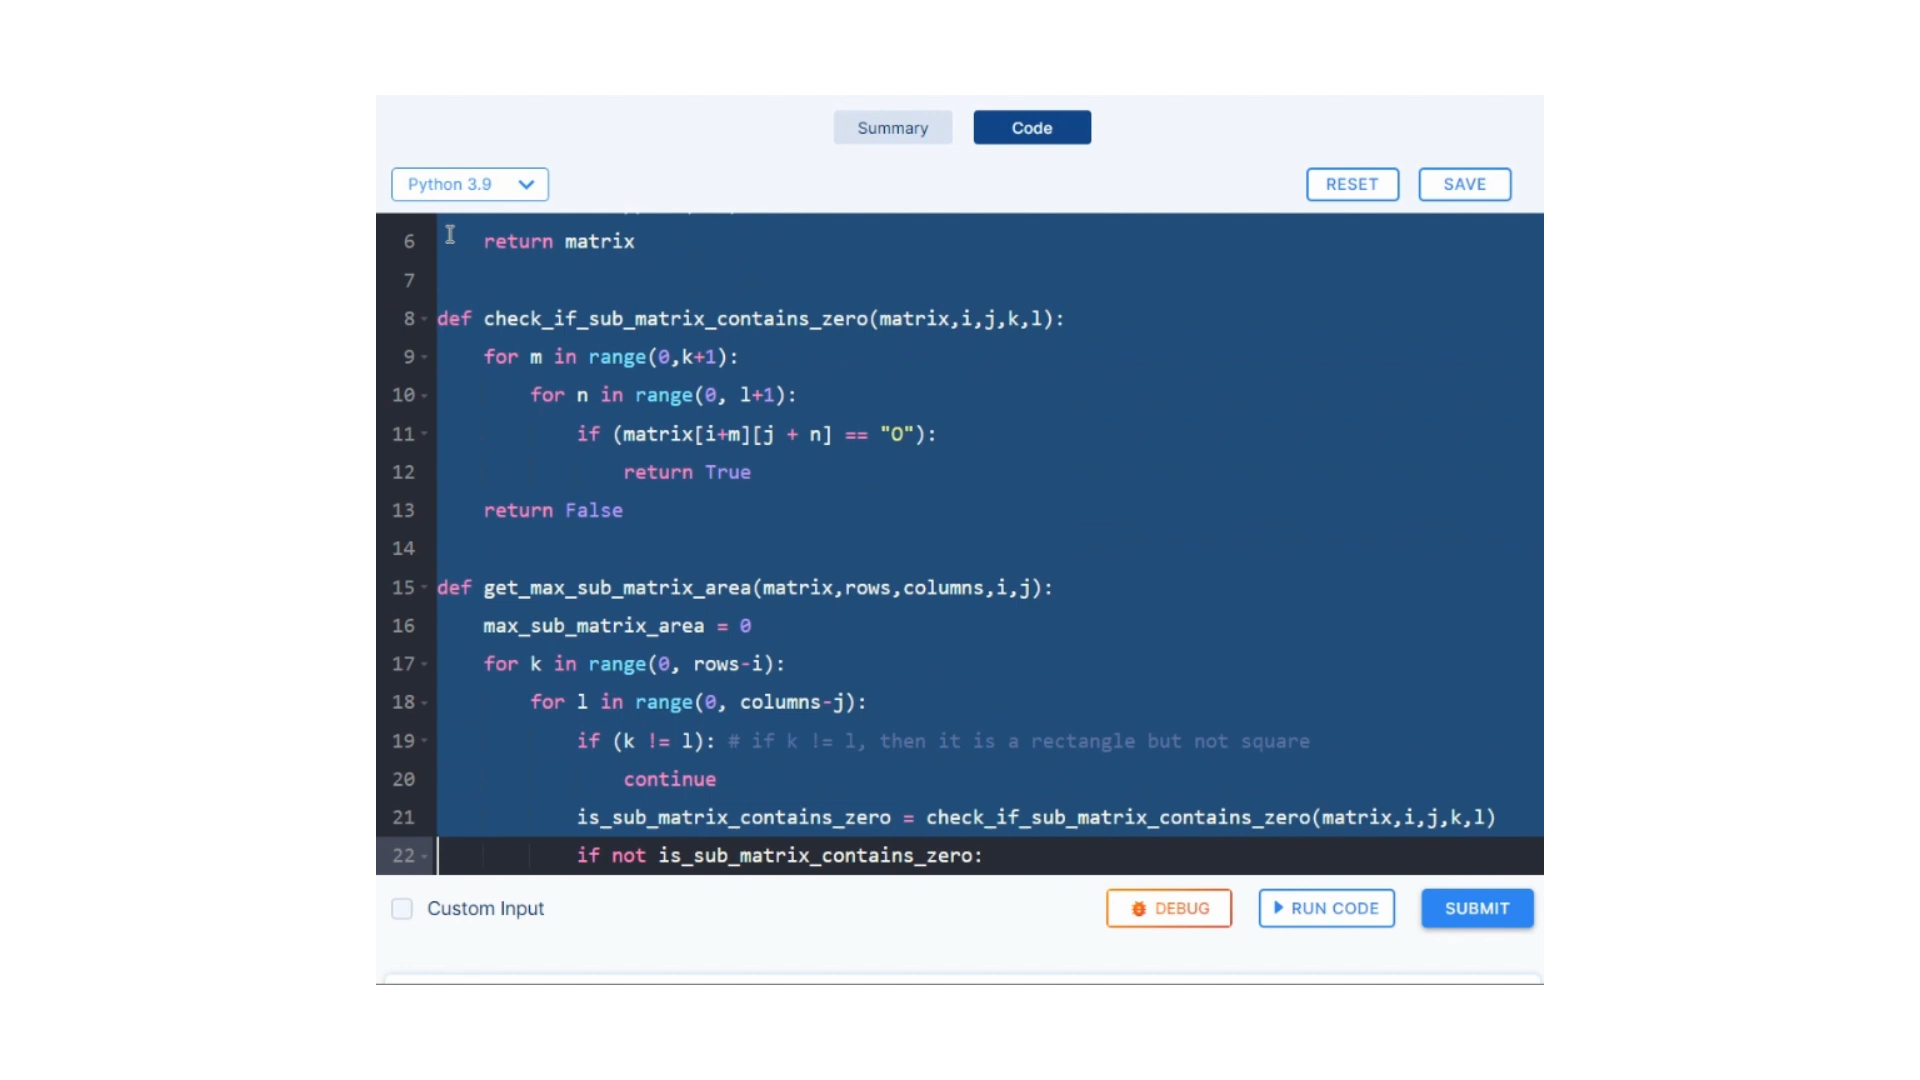 Summary Code
Python 3.9 RESET SAVE
6 return matrix
7
8 def check_if_sub_matrix_contains_zero(matrix,i,j,k,l):
9 for m in range(0,k+1):
10 for n in range(0, l+1):
11 if (matrix[i+m][j + n] == "O"):
12 return True
13 return False
14
15 def get_max_sub_matrix_area(matrix,rows,columns,i,j):
16 max_sub_matrix_area = 0
17 for k in range(0, rows-i):
18 for l in range(0, columns-j):
19 if (k != l): # if k != l, then it is a rectangle but not square
20 continue
21 is_sub_matrix_contains_zero = check_if_sub_matrix_contains_zero(matrix,i,j,k,l)
22 if not is_sub_matrix_contains_zero:
Custom Input DEBUG RUN CODE SUBMIT